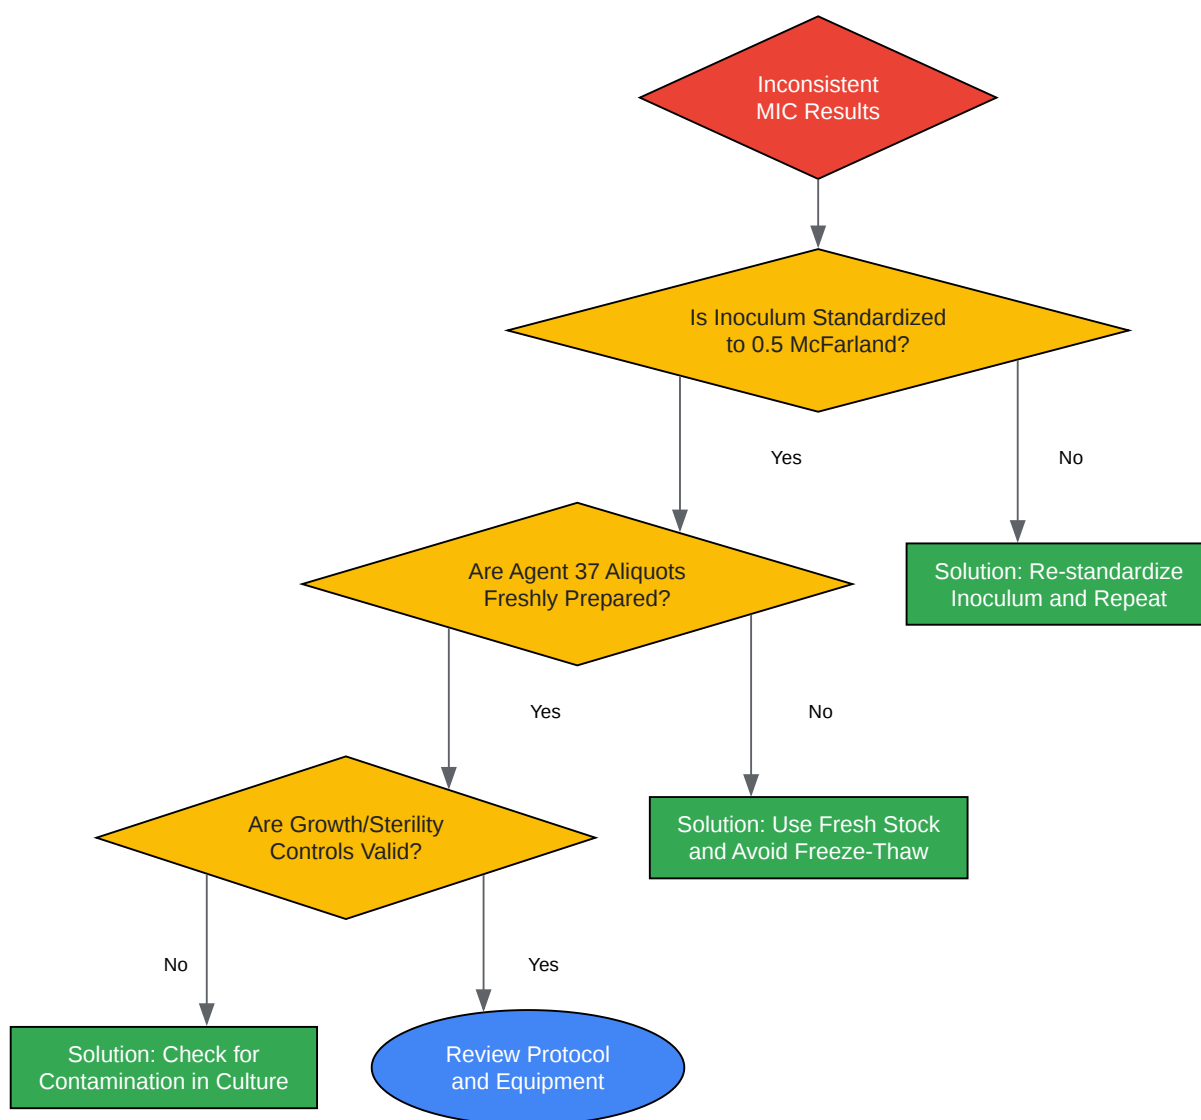 Inconsistent
MIC Results
Is Inoculum Standardized
to 0.5 McFarland?
Yes
No
Are Agent 37 Aliquots
Freshly Prepared?
Solution: Re-standardize
Inoculum and Repeat
Yes
No
Are Growth/Sterility
Controls Valid?
Solution: Use Fresh Stock
and Avoid Freeze-Thaw
No
Yes
Solution: Check for
Contamination in Culture
Review Protocol
and Equipment